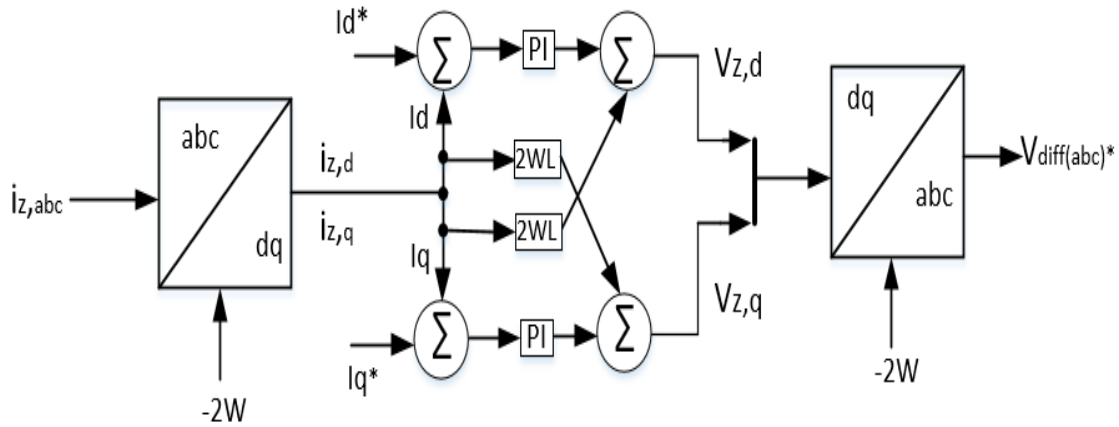 Id*
∑
PI
∑
Vz,d
abc
dq
iz,abc
iz,d
iz,q
Id
2WL
2WL
Iq
dq
abc
Vdiff(abc)*
∑
PI
∑
Vz,q
Iq*
-2W
-2W